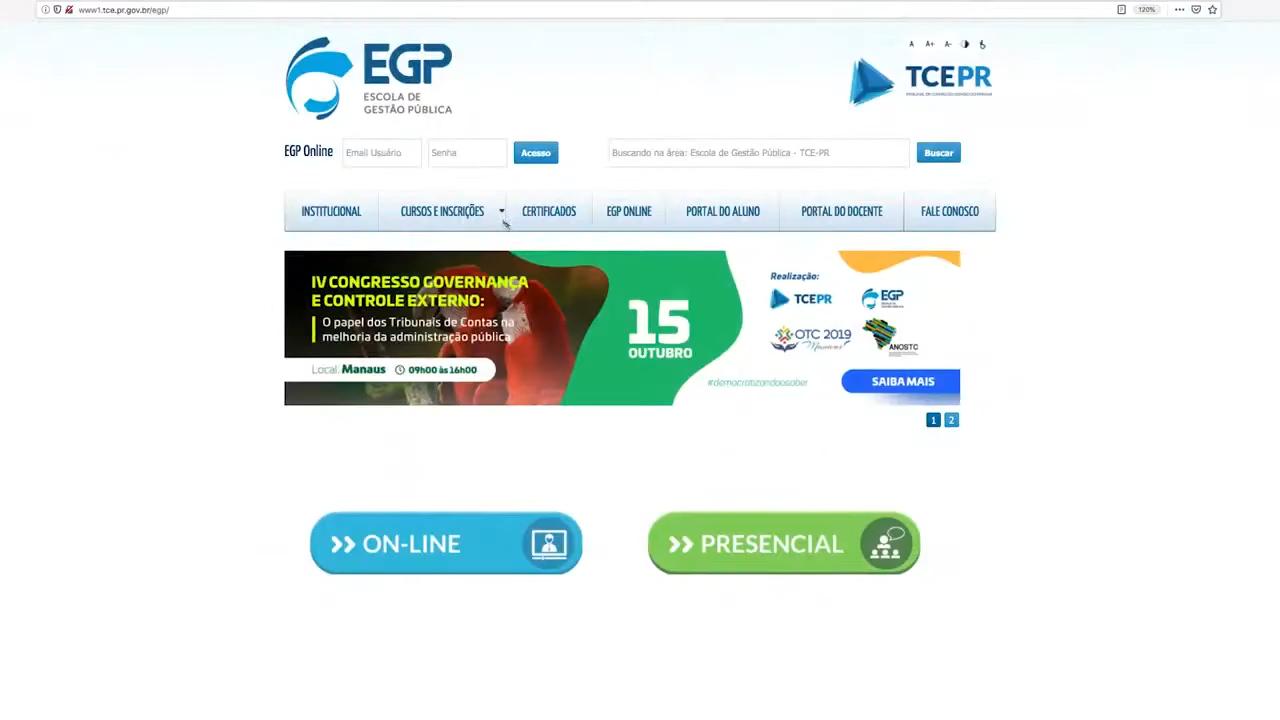 www1.tce.pr.gov.br/egp/
120%
A A+ A-
EGP
ESCOLA DE
GESTÃO PÚBLICA
TCEPR
EGP Online
Email Usuário
Senha
Acesso
Buscando na área: Escola de Gestão Pública - TCE-PR
Buscar
INSTITUCIONAL
CURSOS E INSCRIÇÕES
CERTIFICADOS
EGP ONLINE
PORTAL DO ALUNO
PORTAL DO DOCENTE
FALE CONOSCO
IV CONGRESSO GOVERNANÇA
E CONTROLE EXTERNO:
O papel dos Tribunais de Contas na
melhoria da administração pública
Local: Manaus
09h00 às 16h00
15
OUTUBRO
Realização:
TCEPR
EGP
OTC 2019
Manaus
ANOSTC
#democratizandoosaber
SAIBA MAIS
1 2
>> ON-LINE
>> PRESENCIAL